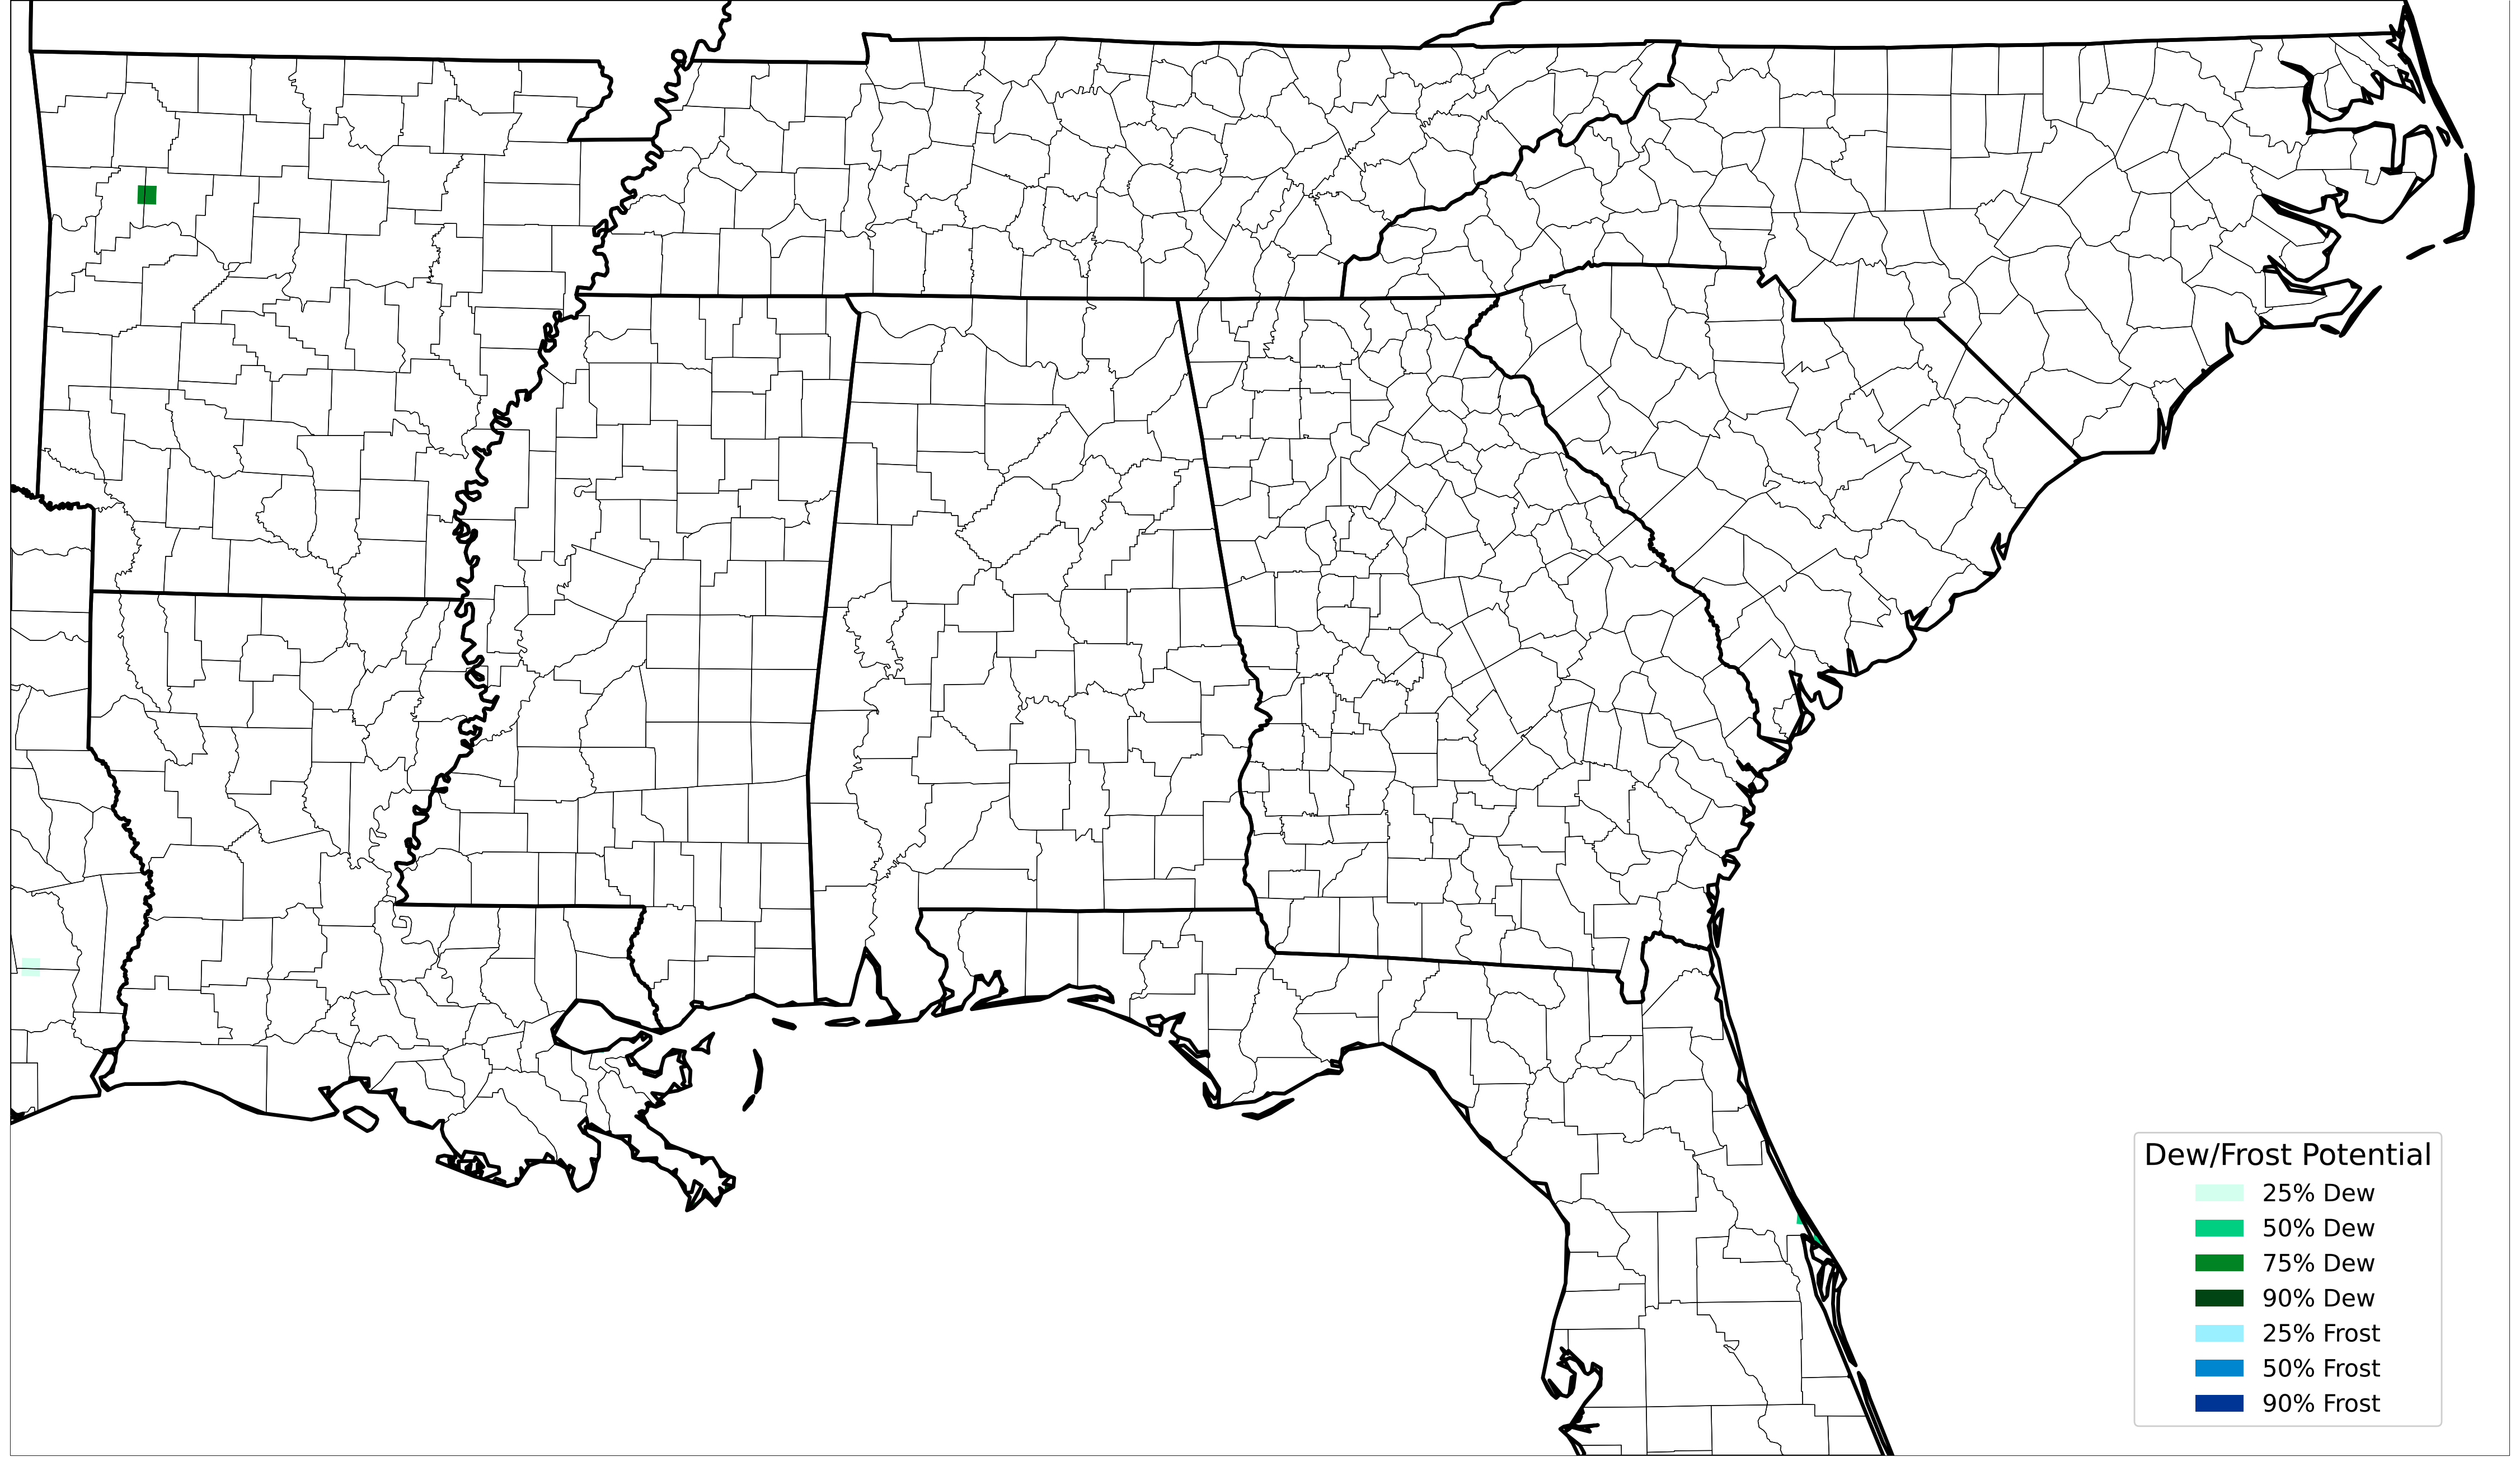 Dew/Frost Potential
25% Dew
50% Dew
75% Dew
90% Dew
25% Frost
50% Frost
90% Frost